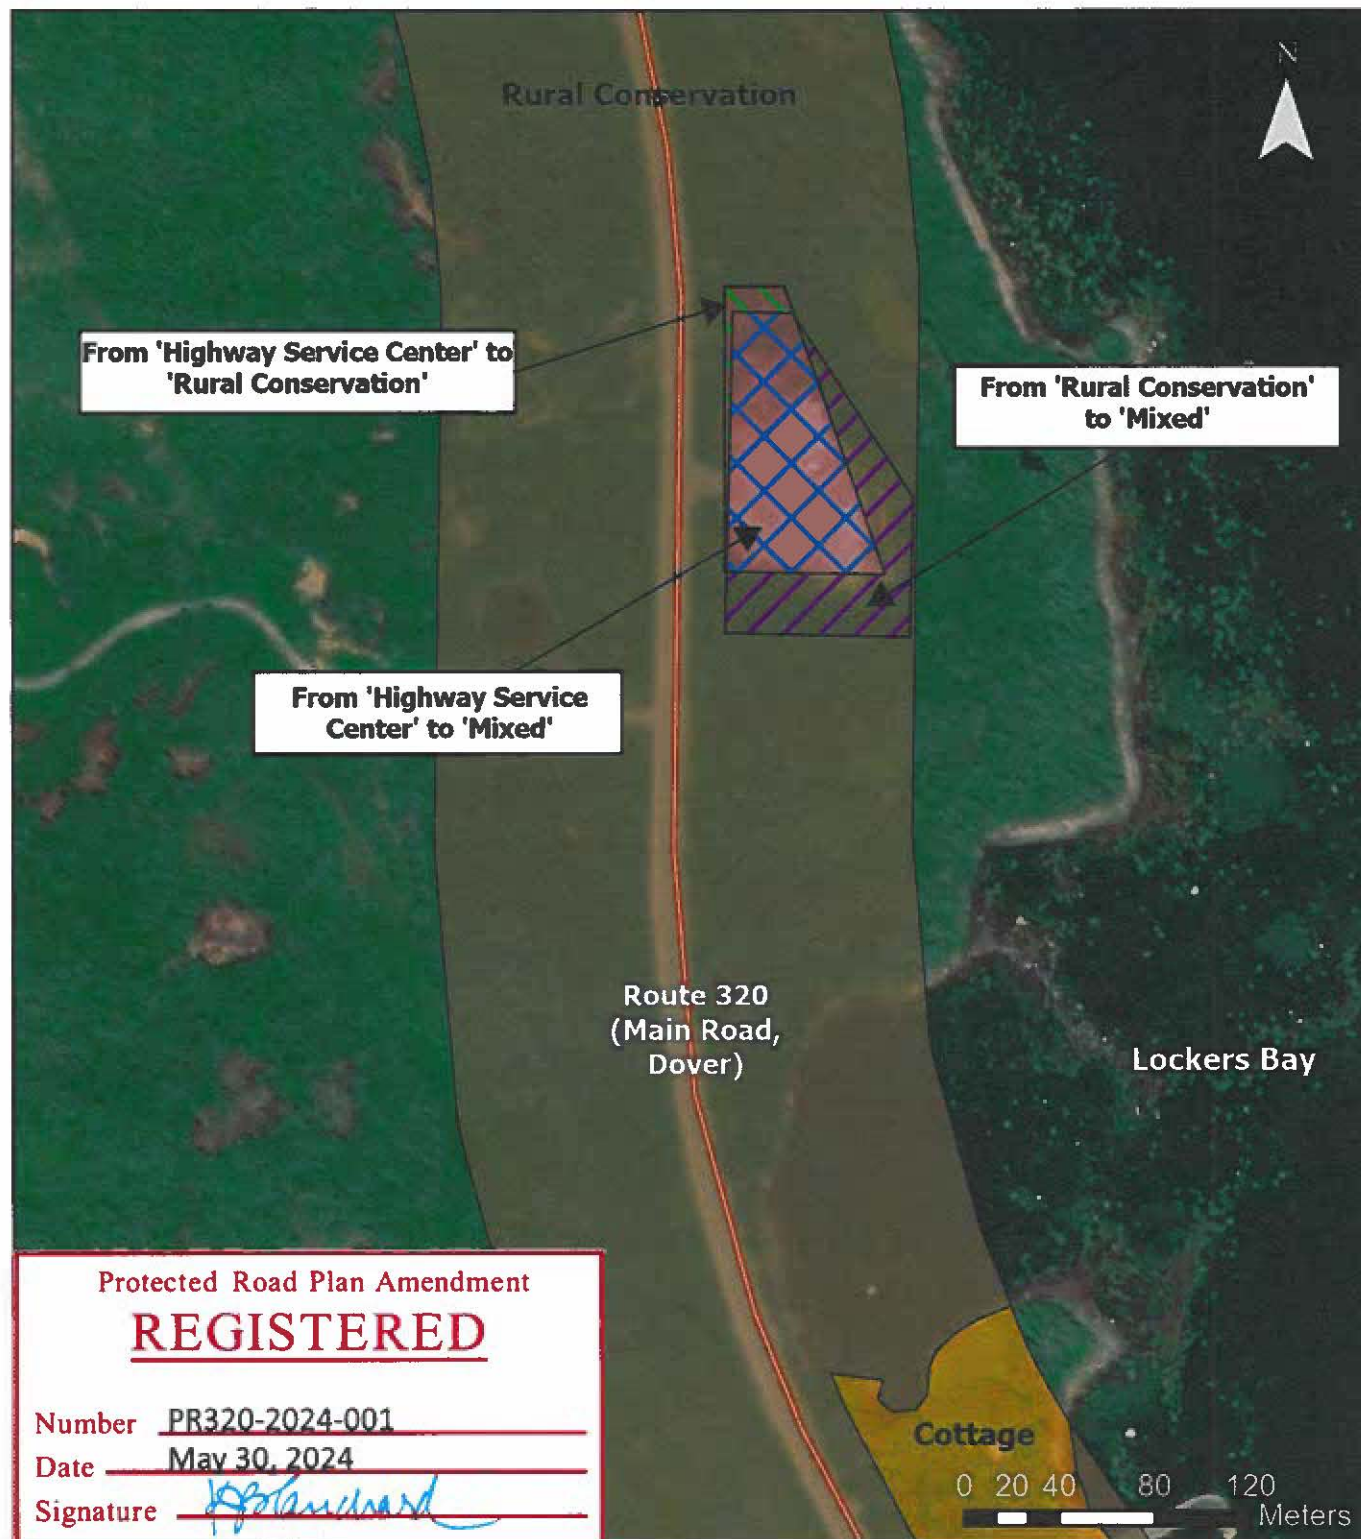 N
Rural Conservation
From 'Highway Service Center' to
'Rural Conservation'
From 'Rural Conservation'
to 'Mixed'
From 'Highway Service
Center' to 'Mixed'
Route 320
(Main Road,
Dover)
Lockers Bay
Protected Road Plan Amendment
REGISTERED
Number PR320-2024-001
Date May 30, 2024
Signature
Cottage
0 20 40 80 120
Meters